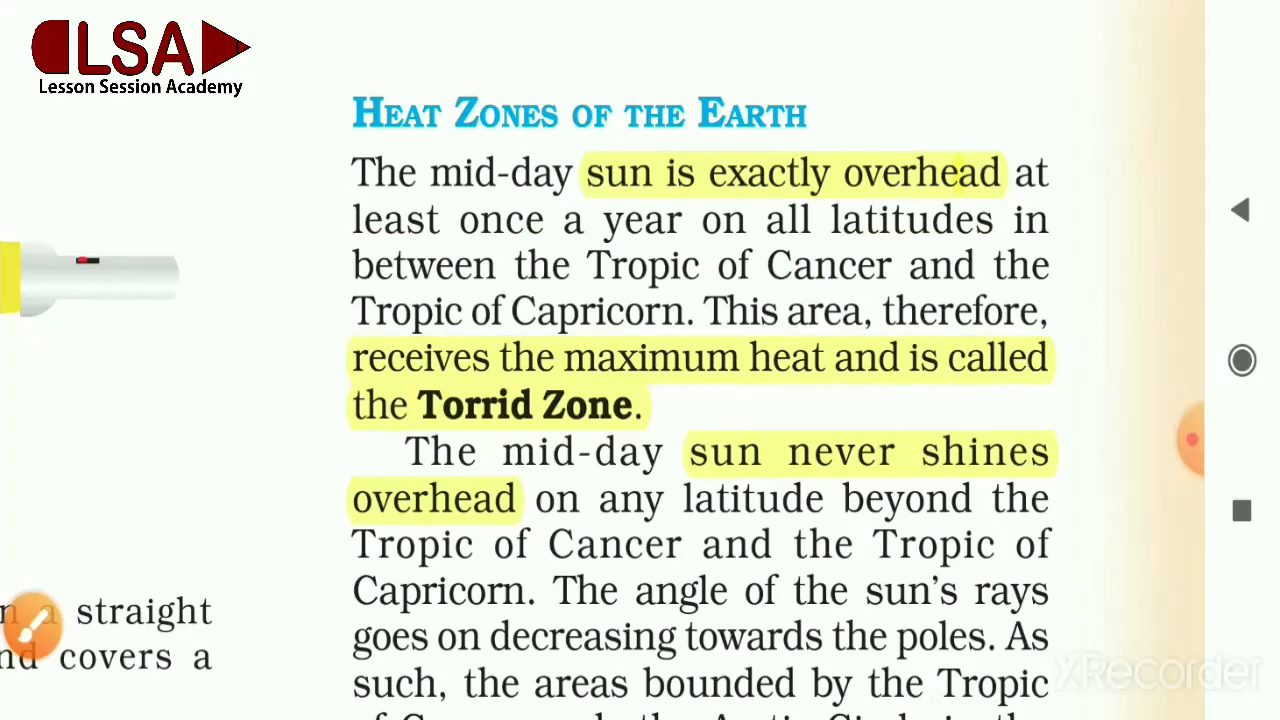 LSA
Lesson Session Academy
HEAT ZONES OF THE EARTH
The mid-day sun is exactly overhead at
least once a year on all latitudes in
between the Tropic of Cancer and the
Tropic of Capricorn. This area, therefore,
receives the maximum heat and is called
the Torrid Zone.
The mid-day sun never shines
overhead on any latitude beyond the
Tropic of Cancer and the Tropic of
Capricorn. The angle of the sun's rays
goes on decreasing towards the poles. As
such, the areas bounded by the Tropic
a straight
covers a
XRecorder